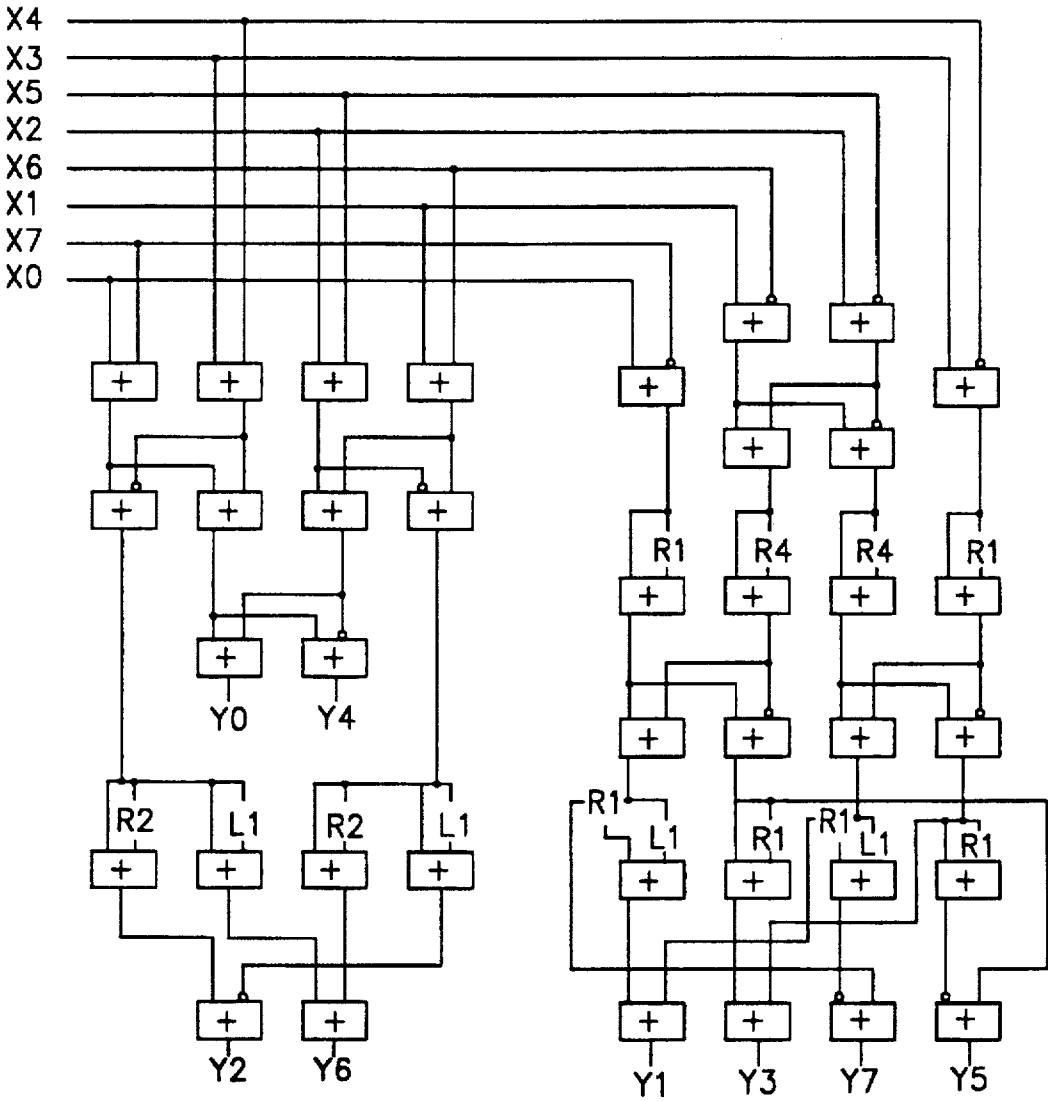 X4
X3
X5
X2
X6
X1
X7
X0
+ +
+ + + + + +
+ +
+ + + +
R1 R4 R4 R1
+ + + +
+ +
Y0 Y4
+ + + +
R2 L1 R2 L1
R1 L1 R1 R1 L1 R1
+ + + +
+ + + +
+ + + + + +
Y2 Y6
Y1 Y3 Y7 Y5